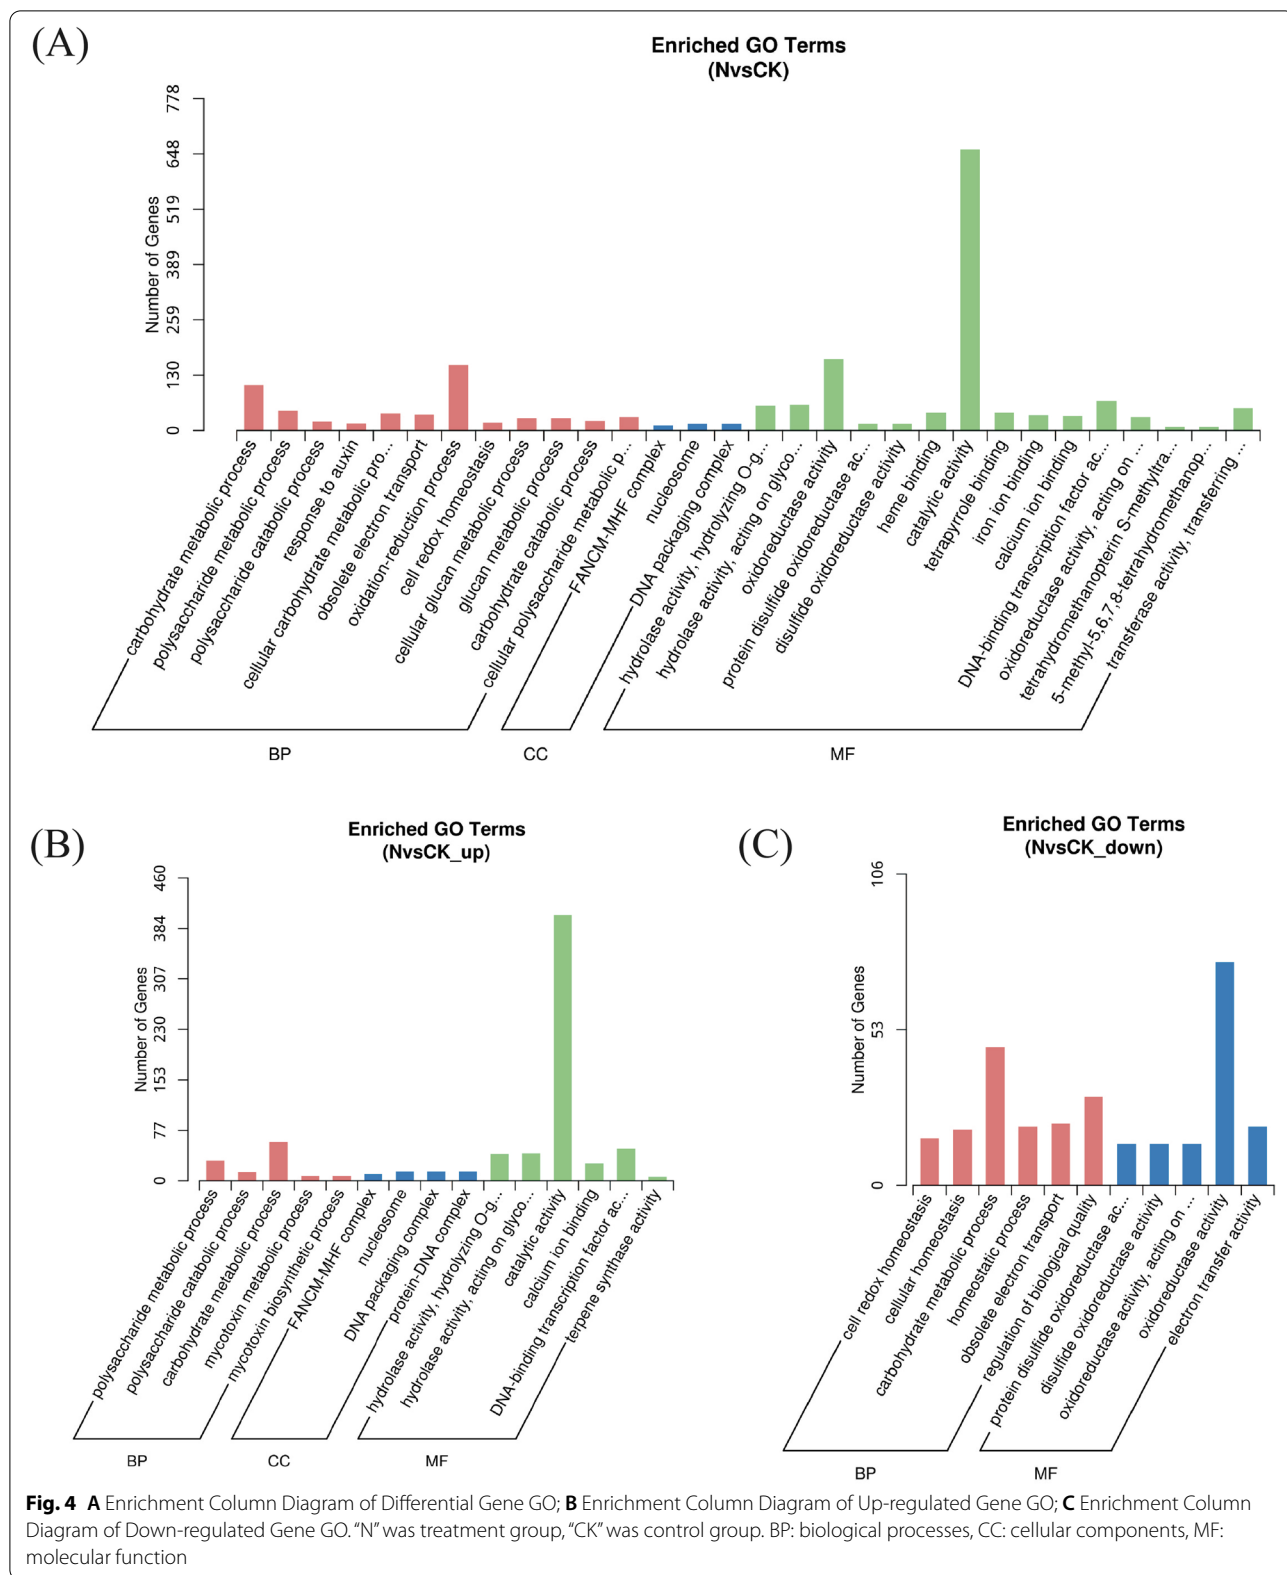 (A)
Enriched GO Terms
(NvsCK)
Number of Genes
778
648
519
389
259
130
0
carbohydrate metabolic process
polysaccharide metabolic process
polysaccharide catabolic process
response to auxin
cellular carbohydrate metabolic pro...
obsolete electron transport
oxidation-reduction process
cell redox homeostasis
cellular glucan metabolic process
glucan metabolic process
carbohydrate catabolic process
cellular polysaccharide metabolic p...
FANCM-MHF complex
nucleosome
DNA packaging complex
hydrolase activity, hydrolyzing O-g...
hydrolase activity, acting on glyco...
oxidoreductase activity
protein disulfide oxidoreductase ac...
disulfide oxidoreductase activity
heme binding
catalytic activity
tetrapyrrole binding
iron ion binding
calcium ion binding
DNA-binding transcription factor ac...
oxidoreductase activity, acting on ...
tetrahydromethanopterin S-methyltra...
5-methyl-5,6,7,8-tetrahydromethanop...
transferase activity, transferring ...
BP
CC
MF
(B)
Enriched GO Terms
(NvsCK_up)
Number of Genes
460
384
307
230
153
77
0
polysaccharide metabolic process
polysaccharide catabolic process
carbohydrate metabolic process
mycotoxin metabolic process
mycotoxin biosynthetic process
FANCM-MHF complex
nucleosome
DNA packaging complex
protein-DNA complex
hydrolase activity, hydrolyzing O-g...
hydrolase activity, acting on glyco...
catalytic activity
calcium ion binding
DNA-binding transcription factor ac...
terpene synthase activity
BP
CC
MF
(C)
Enriched GO Terms
(NvsCK_down)
Number of Genes
106
53
0
cell redox homeostasis
cellular homeostasis
carbohydrate metabolic process
homeostatic process
obsolete electron transport
regulation of biological quality
protein disulfide oxidoreductase ac...
disulfide oxidoreductase activity
oxidoreductase activity, acting on ...
oxidoreductase activity
electron transfer activity
BP
MF
Fig. 4 A Enrichment Column Diagram of Differential Gene GO; B Enrichment Column Diagram of Up-regulated Gene GO; C Enrichment Column
Diagram of Down-regulated Gene GO. “N” was treatment group, “CK” was control group. BP: biological processes, CC: cellular components, MF:
molecular function